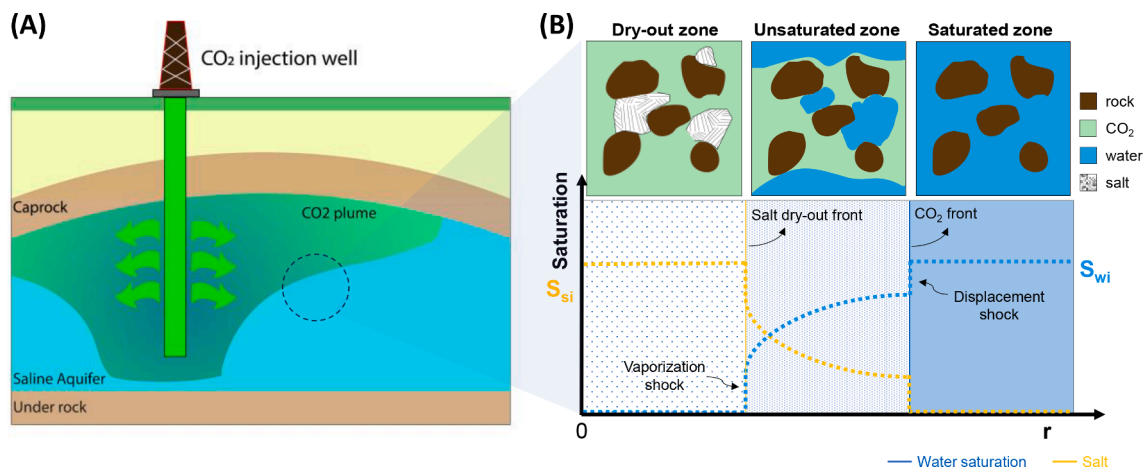 (A)
CO₂ injection well
Caprock
CO2 plume
Saline Aquifer
Under rock
(B)
Dry-out zone
Unsaturated zone
Saturated zone
rock
CO₂
water
salt
Saturation
Salt dry-out front
CO₂ front
S_si
S_wi
Displacement
shock
Vaporization
shock
0
r
Water saturation
Salt